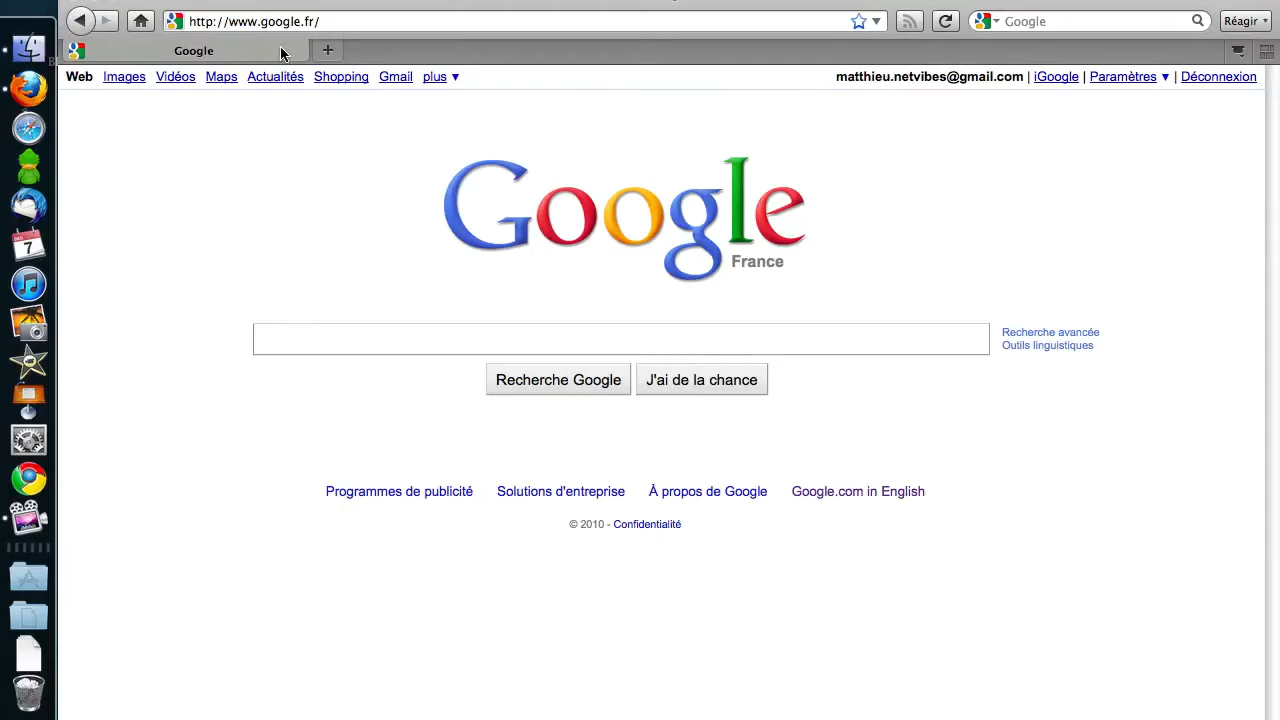 http://www.google.fr/
Google
Réagir
Google
Web Images Vidéos Maps Actualités Shopping Gmail plus ▼
matthieu.netvibes@gmail.com | iGoogle | Paramètres ▼ | Déconnexion
Google
France
Recherche avancée
Outils linguistiques
Recherche Google
J'ai de la chance
Programmes de publicité
Solutions d'entreprise
À propos de Google
Google.com in English
© 2010 - Confidentialité
7